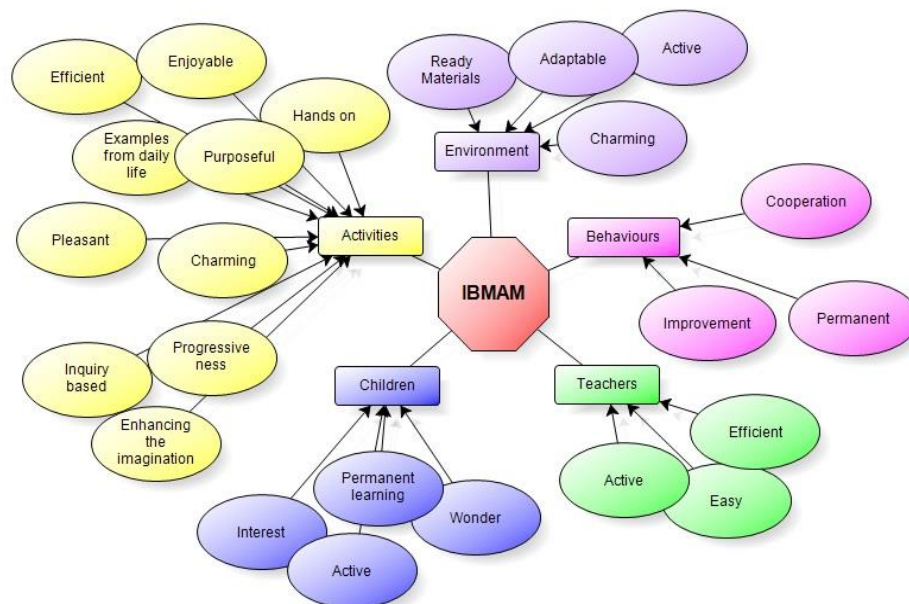 Efficient
Enjoyable
Hands on
Examples
from daily
life
Purposeful
Pleasant
Charming
Activities
Inquiry
based
Progressive
ness
Enhancing
the
imagination
Ready
Materials
Adaptable
Active
Charming
Environment
Cooperation
Behaviours
Improvement
Permanent
IBMAM
Children
Interest
Permanent
learning
Active
Wonder
Teachers
Efficient
Active
Easy